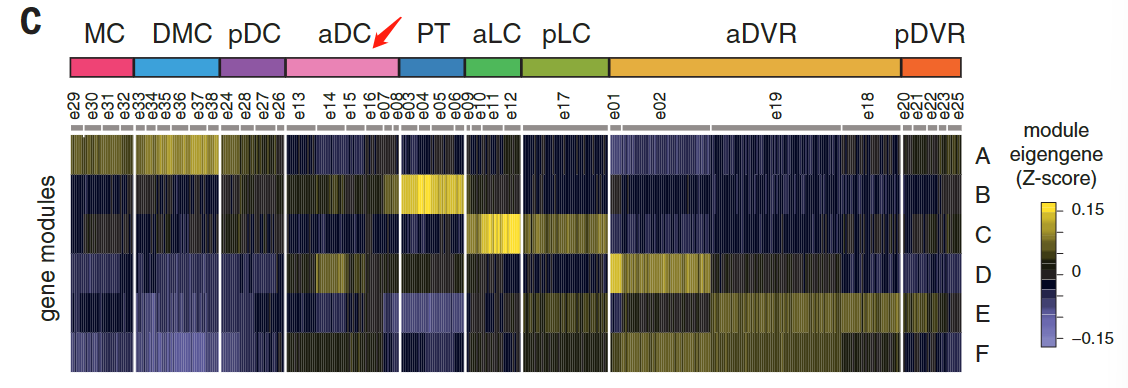 C
MC DMC pDC aDC PT aLC pLC aDVR pDVR
e29 e30 e31 e32 e33 e34 e35 e36 e37 e38 e24 e28 e27 e26 e13 e14 e15 e16 e07 e08 e03 e04 e05 e06 e09 e10 e11 e12 e17 e01 e02 e19 e18 e20 e21 e22 e23 e25
gene modules
A
B
C
D
E
F
module
eigengene
(Z-score)
0.15
0
−0.15